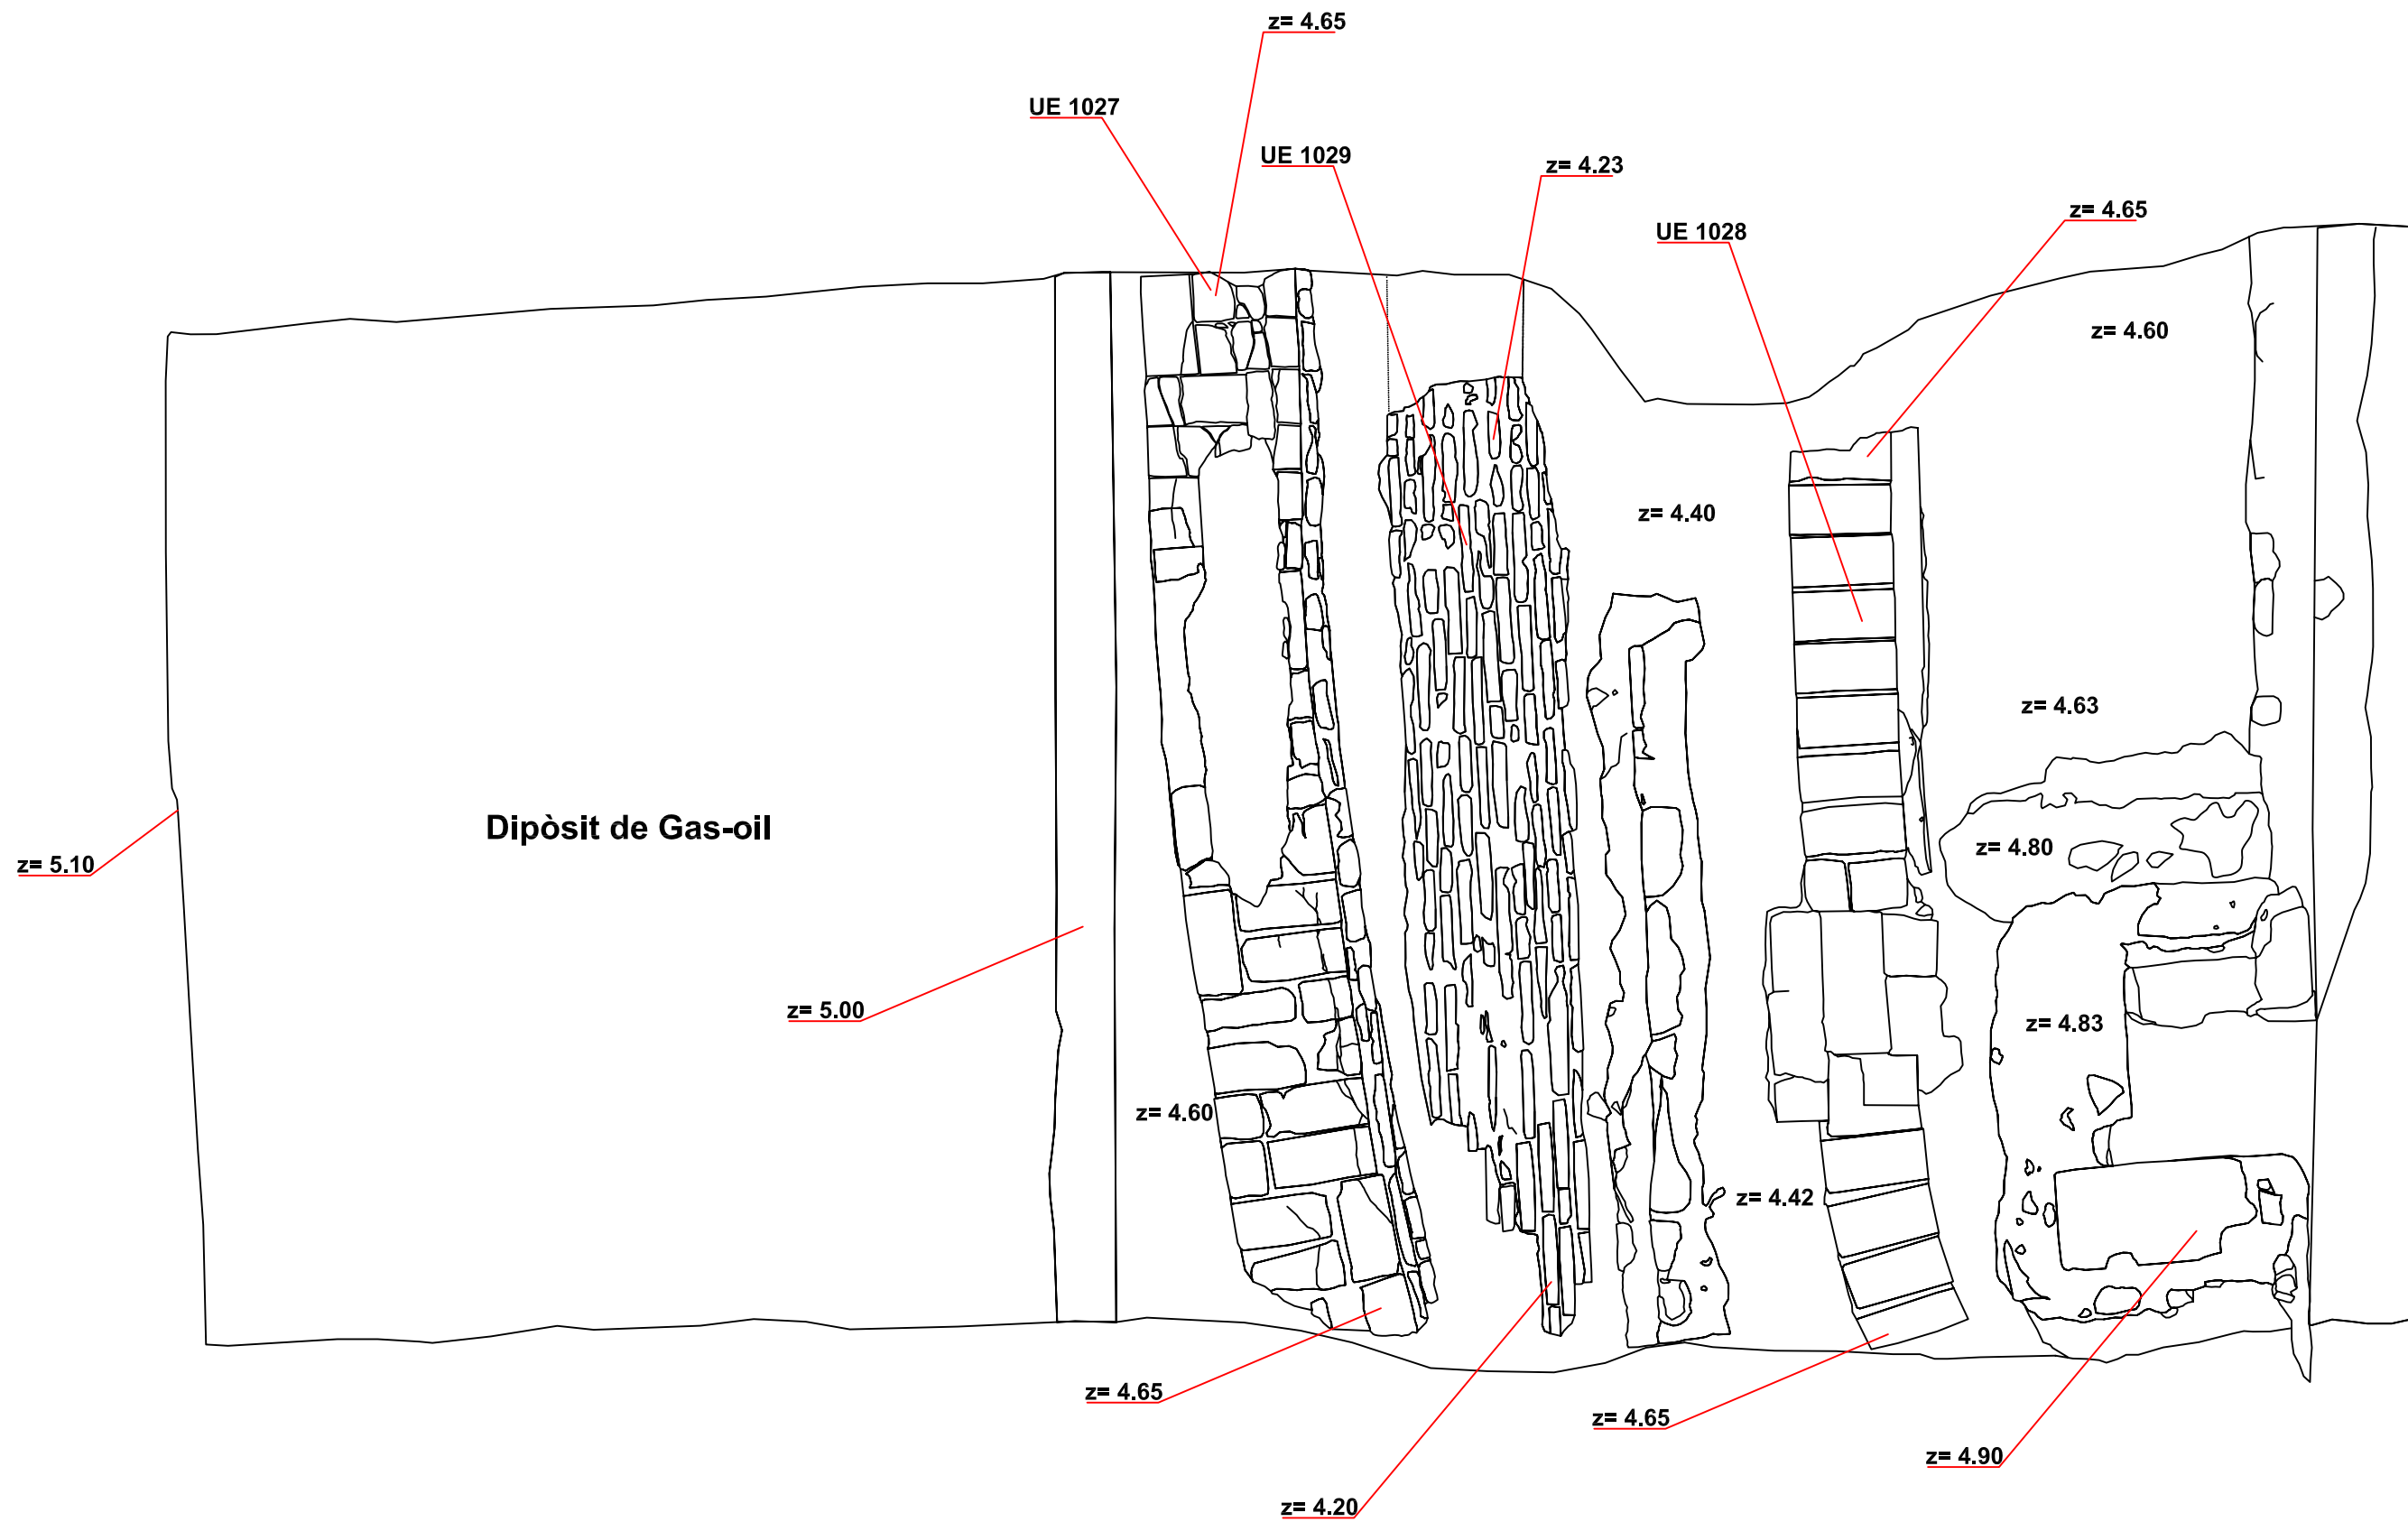 z= 4.65
UE 1027
UE 1029
z= 4.23
z= 4.65
UE 1028
z= 4.60
z= 4.40
z= 4.63
Dipòsit de Gas-oil
z= 4.80
z= 5.10
z= 5.00
z= 4.83
z= 4.60
z= 4.42
z= 4.65
z= 4.65
z= 4.90
z= 4.20